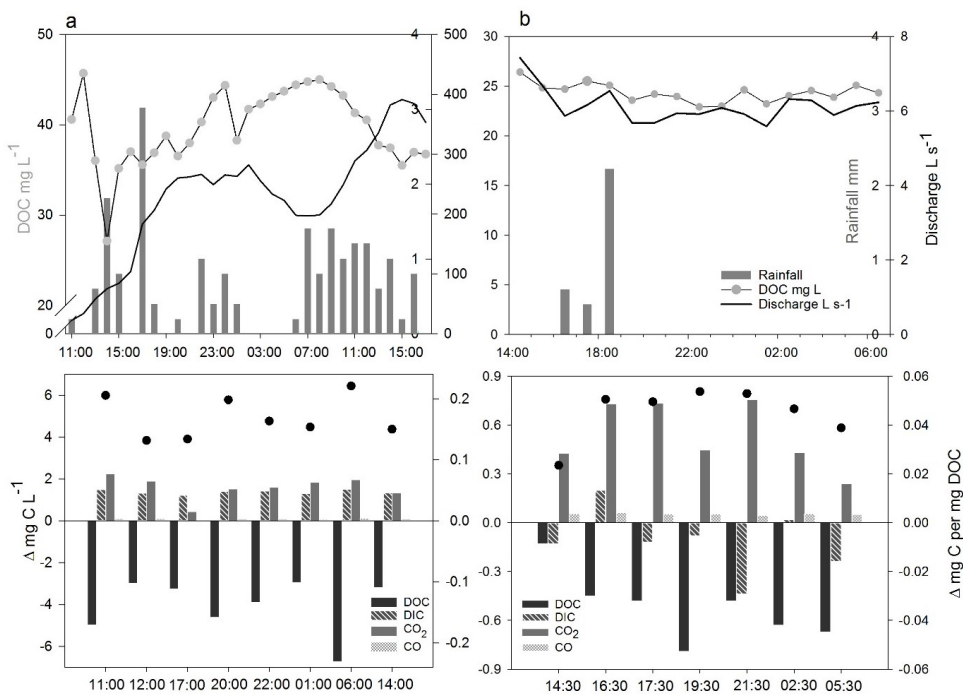 a
b
50
40
30
20
0
DOC mg L⁻¹
4
3
2
1
0
500
400
300
200
100
0
11:00 15:00 19:00 23:00 03:00 07:00 11:00 15:00
30
25
20
15
10
5
0
4
3
2
1
0
Rainfall mm
8
6
4
2
0
Discharge L s⁻¹
Rainfall
DOC mg L
Discharge L s-1
14:00 18:00 22:00 02:00 06:00
6
4
2
0
-2
-4
-6
Δ mg C L⁻¹
0.2
0.1
0.0
-0.1
-0.2
DOC
DIC
CO₂
CO
11:00 12:00 17:00 20:00 22:00 01:00 06:00 14:00
0.9
0.6
0.3
0.0
-0.3
-0.6
-0.9
0.06
0.04
0.02
0.00
-0.02
-0.04
-0.06
Δ mg C per mg DOC
DOC
DIC
CO₂
CO
14:30 16:30 17:30 19:30 21:30 02:30 05:30